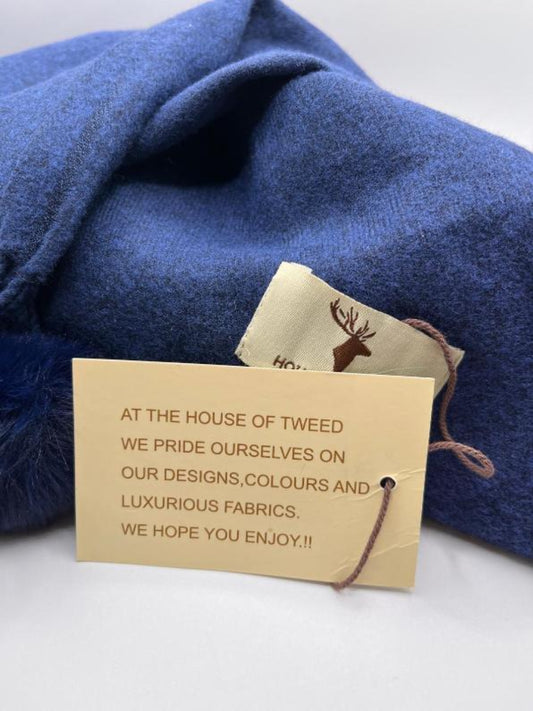 AT THE HOUSE OF TWEED
WE PRIDE OURSELVES ON
OUR DESIGNS,COLOURS AND
LUXURIOUS FABRICS.
WE HOPE YOU ENJOY.!!